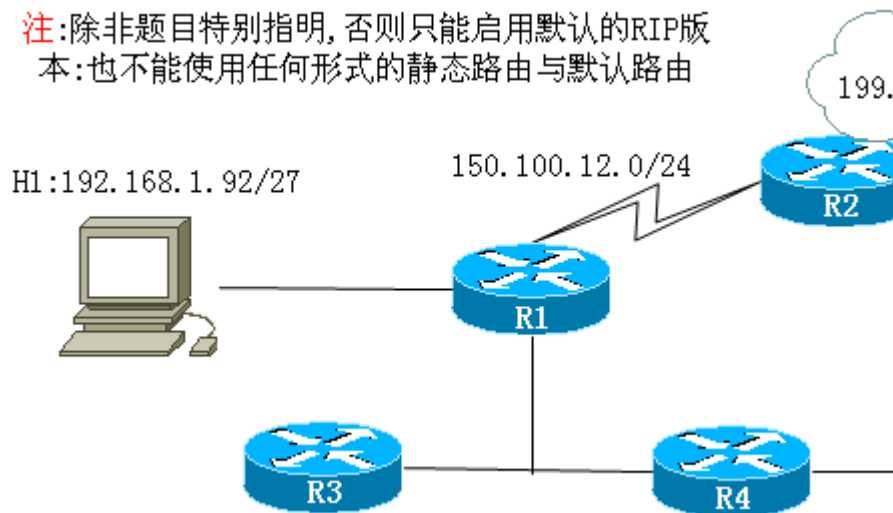 注:除非题目特别指明,否则只能启用默认的RIP版
本:也不能使用任何形式的静态路由与默认路由
199.
H1:192.168.1.92/27
150.100.12.0/24
R2
R1
R3
R4